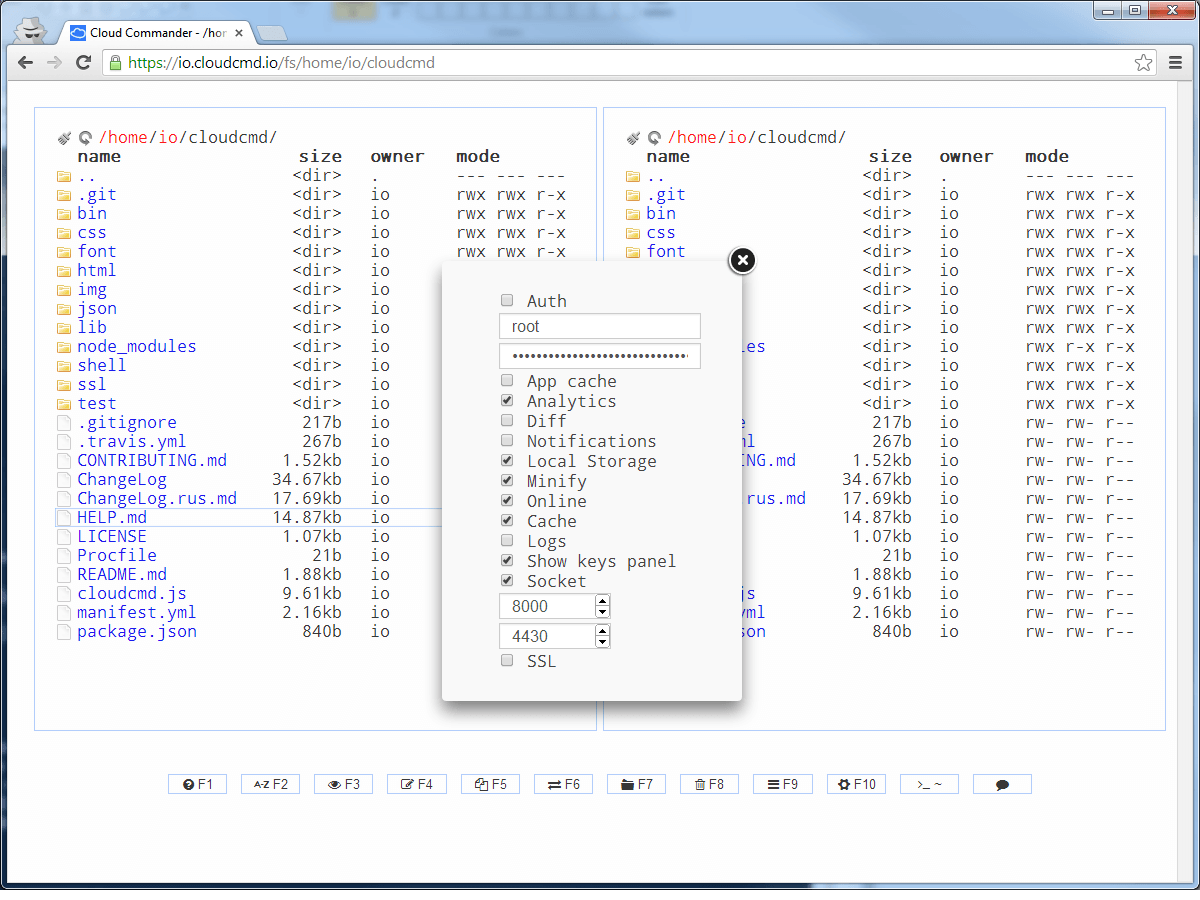 Cloud Commander - /hor
https://io.cloudcmd.io/fs/home/io/cloudcmd
/home/io/cloudcmd/
name size owner mode
.. <dir> . --- --- ---
.git <dir> io rwx rwx r-x
bin <dir> io rwx rwx r-x
css <dir> io rwx rwx r-x
font <dir> io rwx rwx r-x
html <dir> io
img <dir> io
json <dir> io
lib <dir> io
node_modules <dir> io
shell <dir> io
ssl <dir> io
test <dir> io
.gitignore 217b io
.travis.yml 267b io
CONTRIBUTING.md 1.52kb io
ChangeLog 34.67kb io
ChangeLog.rus.md 17.69kb io
HELP.md 14.87kb io
LICENSE 1.07kb io
Procfile 21b io
README.md 1.88kb io
cloudcmd.js 9.61kb io
manifest.yml 2.16kb io
package.json 840b io
Auth
root
••••••••••••••••••••••••••••••
App cache
Analytics
Diff
Notifications
Local Storage
Minify
Online
Cache
Logs
Show keys panel
Socket
8000
4430
SSL
/home/io/cloudcmd/
name size owner mode
.. <dir> . --- --- ---
.git <dir> io rwx rwx r-x
bin <dir> io rwx rwx r-x
css <dir> io rwx rwx r-x
font <dir> io rwx rwx r-x
<dir> io rwx rwx r-x
<dir> io rwx rwx r-x
<dir> io rwx rwx r-x
<dir> io rwx rwx r-x
les <dir> io rwx r-x r-x
<dir> io rwx rwx r-x
<dir> io rwx rwx r-x
<dir> io rwx rwx r-x
e 217b io rw- rw- r--
ml 267b io rw- rw- r--
NG.md 1.52kb io rw- rw- r--
34.67kb io rw- rw- r--
rus.md 17.69kb io rw- rw- r--
14.87kb io rw- rw- r--
1.07kb io rw- rw- r--
21b io rw- rw- r--
1.88kb io rw- rw- r--
js 9.61kb io rw- rw- r--
ml 2.16kb io rw- rw- r--
on 840b io rw- rw- r--
F1 A-Z F2 F3 F4 F5 F6 F7 F8 F9 F10 >_ ~